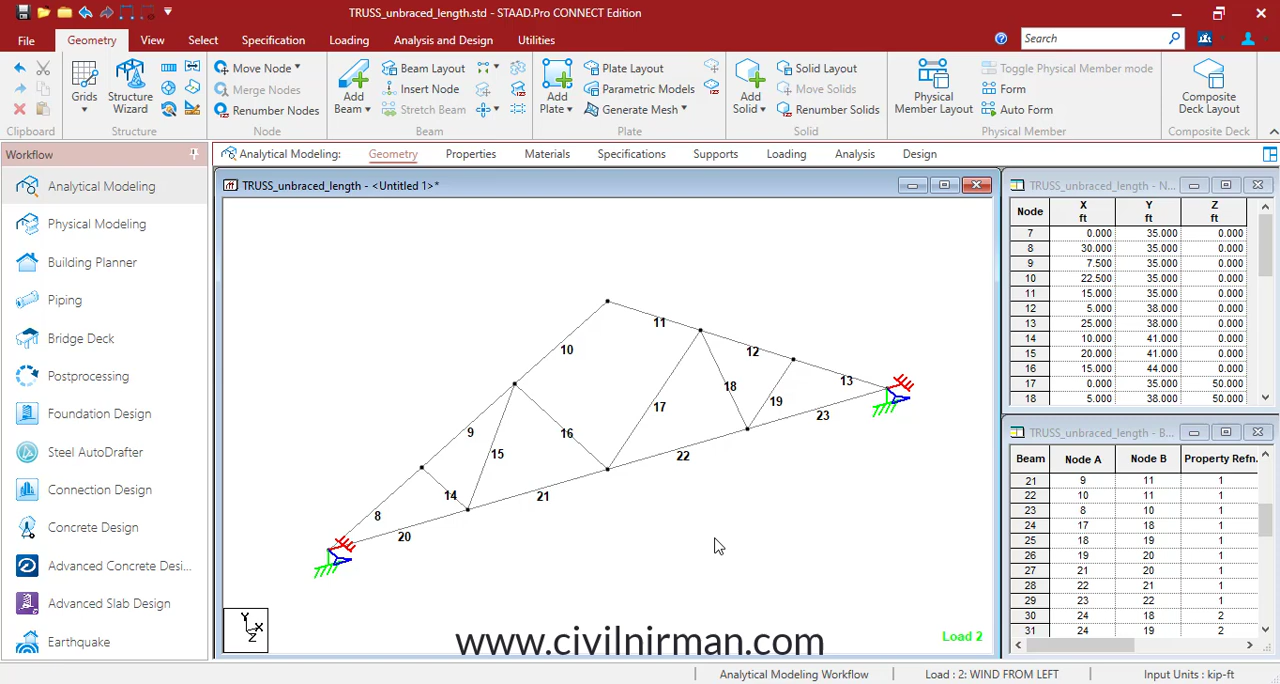 TRUSS_unbraced_length.std - STAAD.Pro CONNECT Edition
File Geometry View Select Specification Loading Analysis and Design Utilities Search
Grids
Structure Wizard
Clipboard
Structure
Move Node
Merge Nodes
Renumber Nodes
Node
Add Beam
Beam Layout
Insert Node
Stretch Beam
Beam
Add Plate
Plate Layout
Parametric Models
Generate Mesh
Plate
Add Solid
Solid Layout
Move Solids
Renumber Solids
Solid
Physical Member Layout
Toggle Physical Member mode
Form
Auto Form
Physical Member
Composite Deck Layout
Composite Deck
Workflow
Analytical Modeling
Physical Modeling
Building Planner
Piping
Bridge Deck
Postprocessing
Foundation Design
Steel AutoDrafter
Connection Design
Concrete Design
Advanced Concrete Desi...
Advanced Slab Design
Earthquake
Analytical Modeling: Geometry Properties Materials Specifications Supports Loading Analysis Design
TRUSS_unbraced_length - <Untitled 1>*
11
10
12
18
13
17
19
23
9
16
15
22
14
21
8
20
Y
X
Z
Load 2
www.civilnirman.com
TRUSS_unbraced_length - N...
Node X ft Y ft Z ft
7 0.000 35.000 0.000
8 30.000 35.000 0.000
9 7.500 35.000 0.000
10 22.500 35.000 0.000
11 15.000 35.000 0.000
12 5.000 38.000 0.000
13 25.000 38.000 0.000
14 10.000 41.000 0.000
15 20.000 41.000 0.000
16 15.000 44.000 0.000
17 0.000 35.000 50.000
18 5.000 38.000 50.000
TRUSS_unbraced_length - B...
Beam Node A Node B Property Refn.
21 9 11 1
22 10 11 1
23 8 10 1
24 17 18 1
25 18 19 1
26 19 20 1
27 21 20 1
28 22 21 1
29 23 22 1
30 24 18 2
31 24 19 2
Analytical Modeling Workflow Load : 2: WIND FROM LEFT Input Units : kip-ft